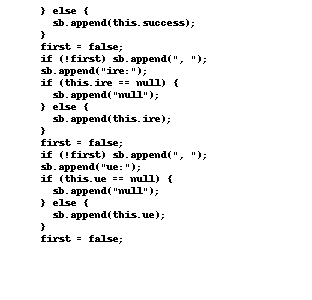 } else {
sb.append(this.success);
}
first = false;
if (!first) sb.append(", ");
sb.append("ire:");
if (this.ire == null) {
sb.append("null");
} else {
sb.append(this.ire);
}
first = false;
if (!first) sb.append(", ");
sb.append("ue:");
if (this.ue == null) {
sb.append("null");
} else {
sb.append(this.ue);
}
first = false;